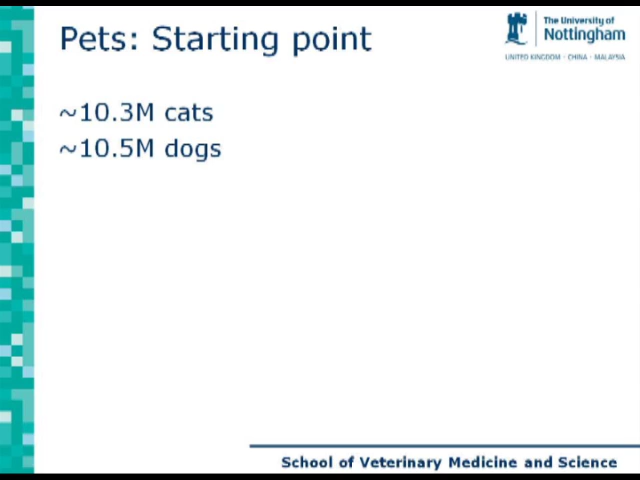 Pets: Starting point
The University of
Nottingham
UNITED KINGDOM · CHINA · MALAYSIA
~10.3M cats
~10.5M dogs
School of Veterinary Medicine and Science